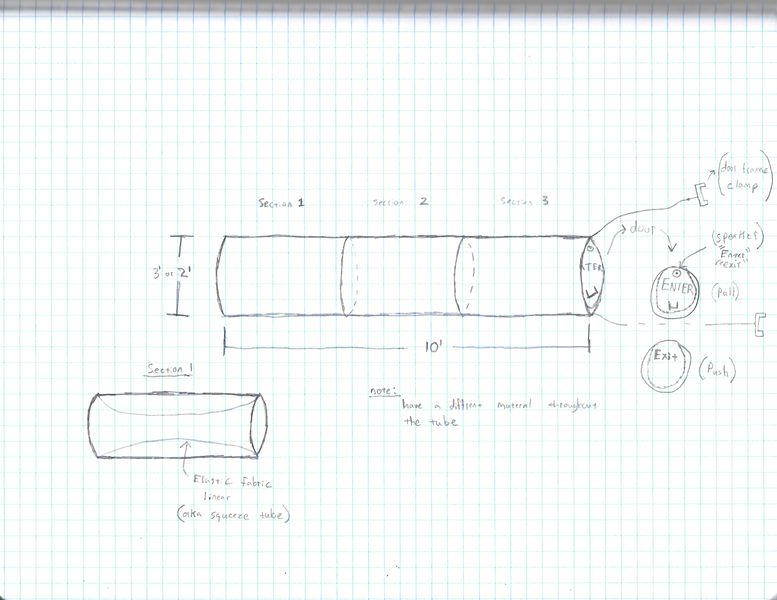 Section 1
Section 2
Section 3
door frame
clamp
door
(speaker)
"Enter"
"exit"
3' or 2'
TER
ENTER
(Pull)
10'
Exit
(Push)
Section 1
note:
have a different material throughout
the tube
Elastic fabric
linear
(aka squeeze tube)